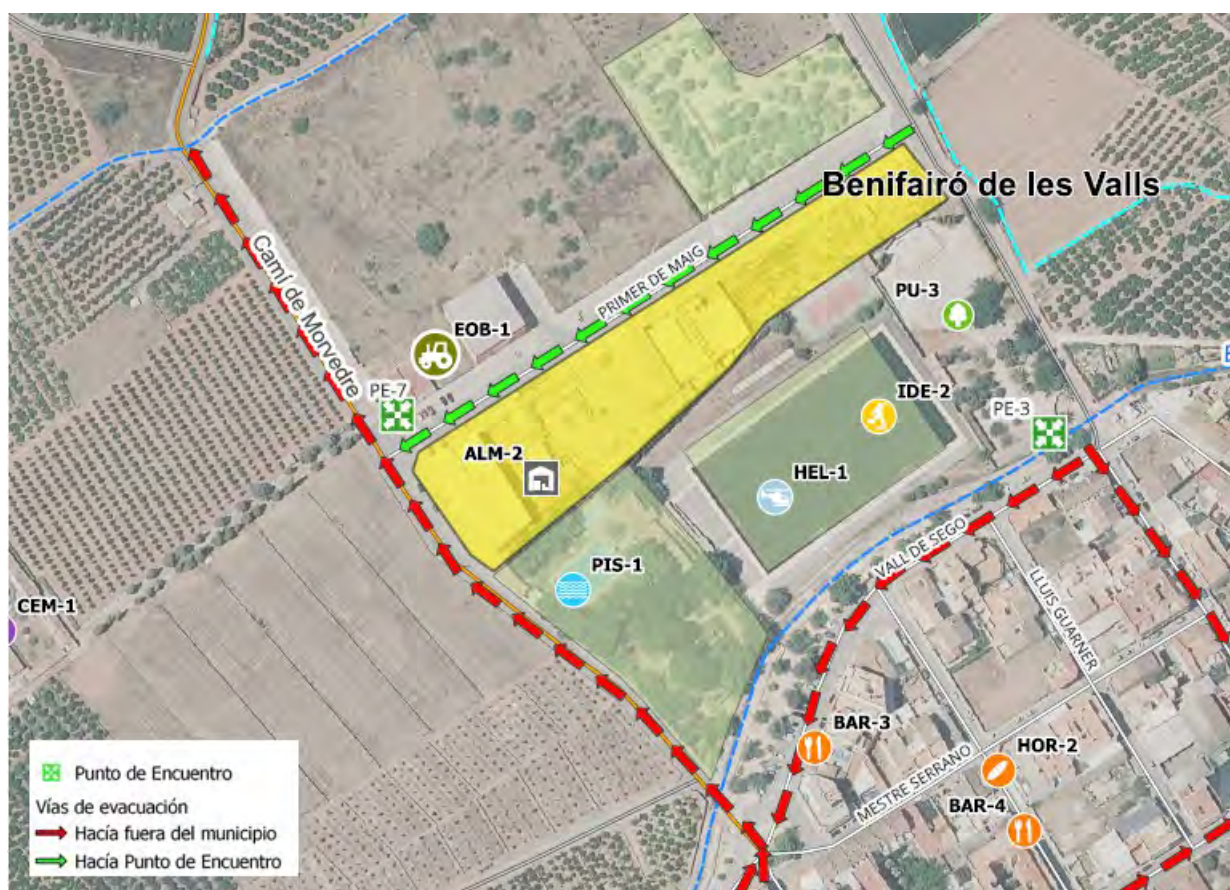 Benifairó de les Valls
PRIMER DE MAIG
Camí de Morvedre
PU-3
EOB-1
PE-7
IDE-2
PE-3
ALM-2
HEL-1
PIS-1
VALL DE SEGO
CEM-1
LLUIS GUARNER
BAR-3
MESTRE SERRANO
HOR-2
BAR-4
Punto de Encuentro
Vías de evacuación
Hacía fuera del municipio
Hacía Punto de Encuentro